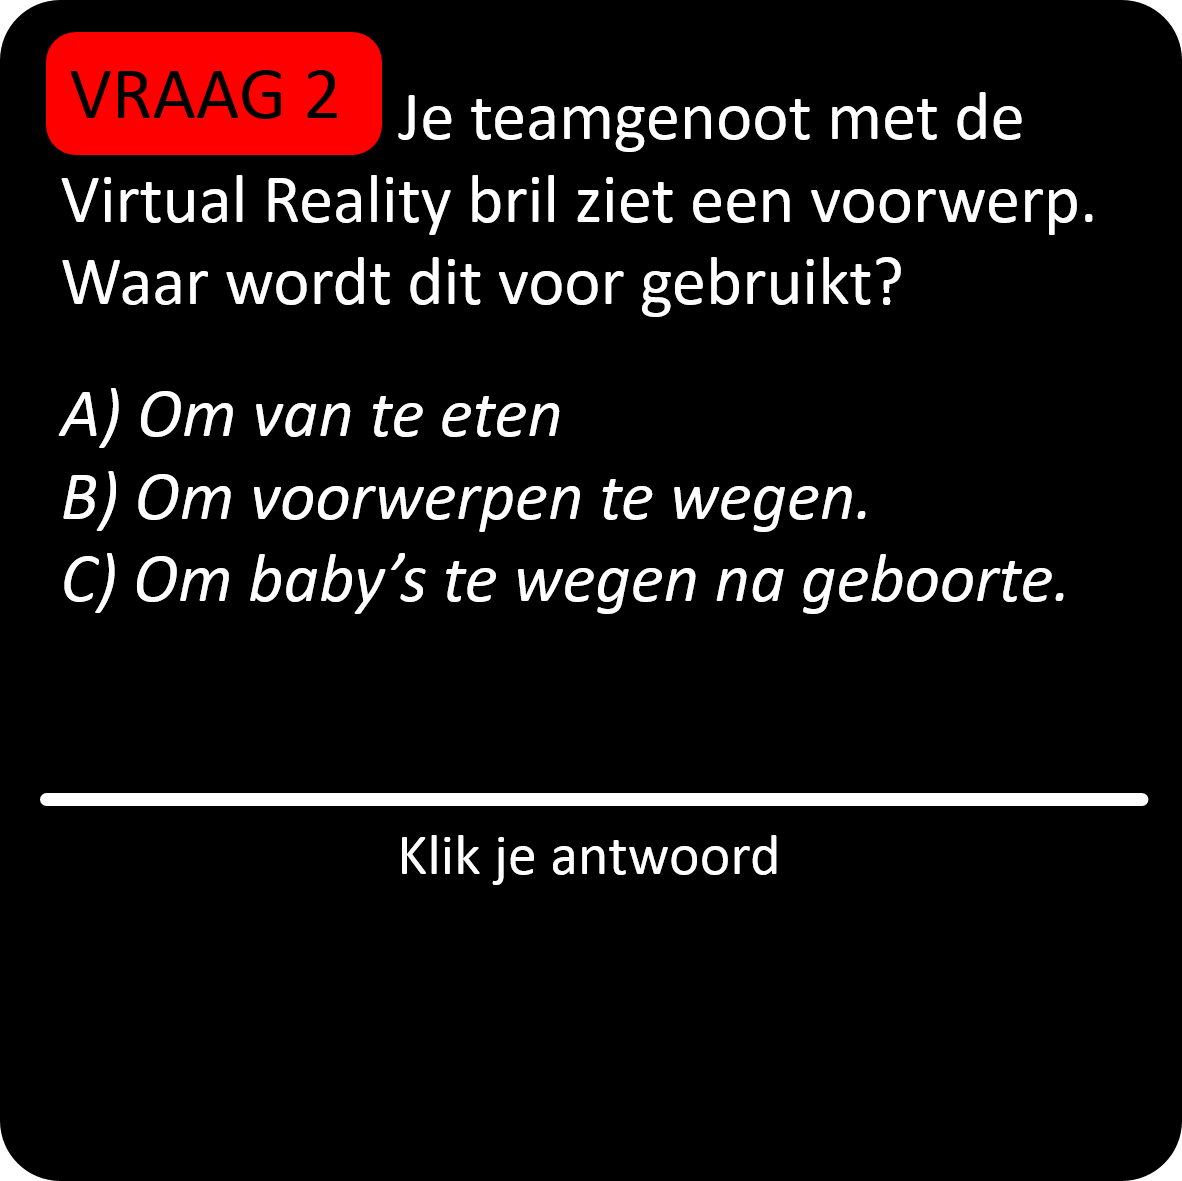 VRAAG 2 Je teamgenoot met de
Virtual Reality bril ziet een voorwerp.
Waar wordt dit voor gebruikt?
A) Om van te eten
B) Om voorwerpen te wegen.
C) Om baby’s te wegen na geboorte.
Klik je antwoord